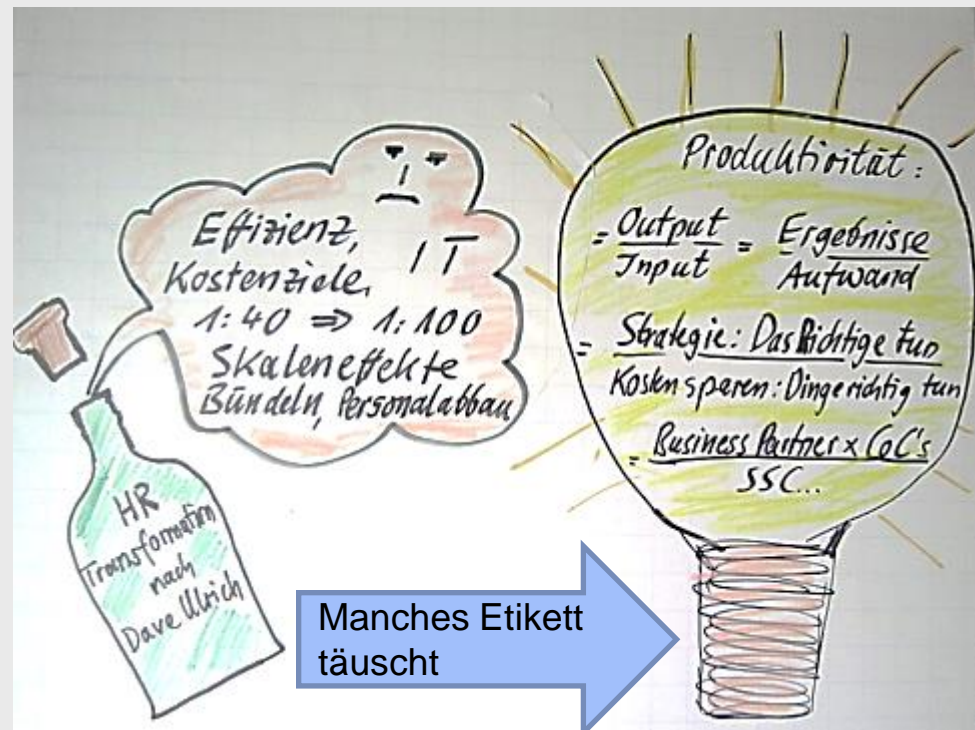 Effizienz,
Kostenziele, IT
1:40 => 1:100
Skaleneffekte
Bündeln, Personalabbau
HR
Transformation
nach
Dave Ulrich
Manches Etikett
täuscht
Produktivität:
= Output / Input = Ergebnisse / Aufwand
= Strategie: Das Richtige tun
Kosten sparen: Dinge richtig tun
= Business Partner x CoC's
SSC...